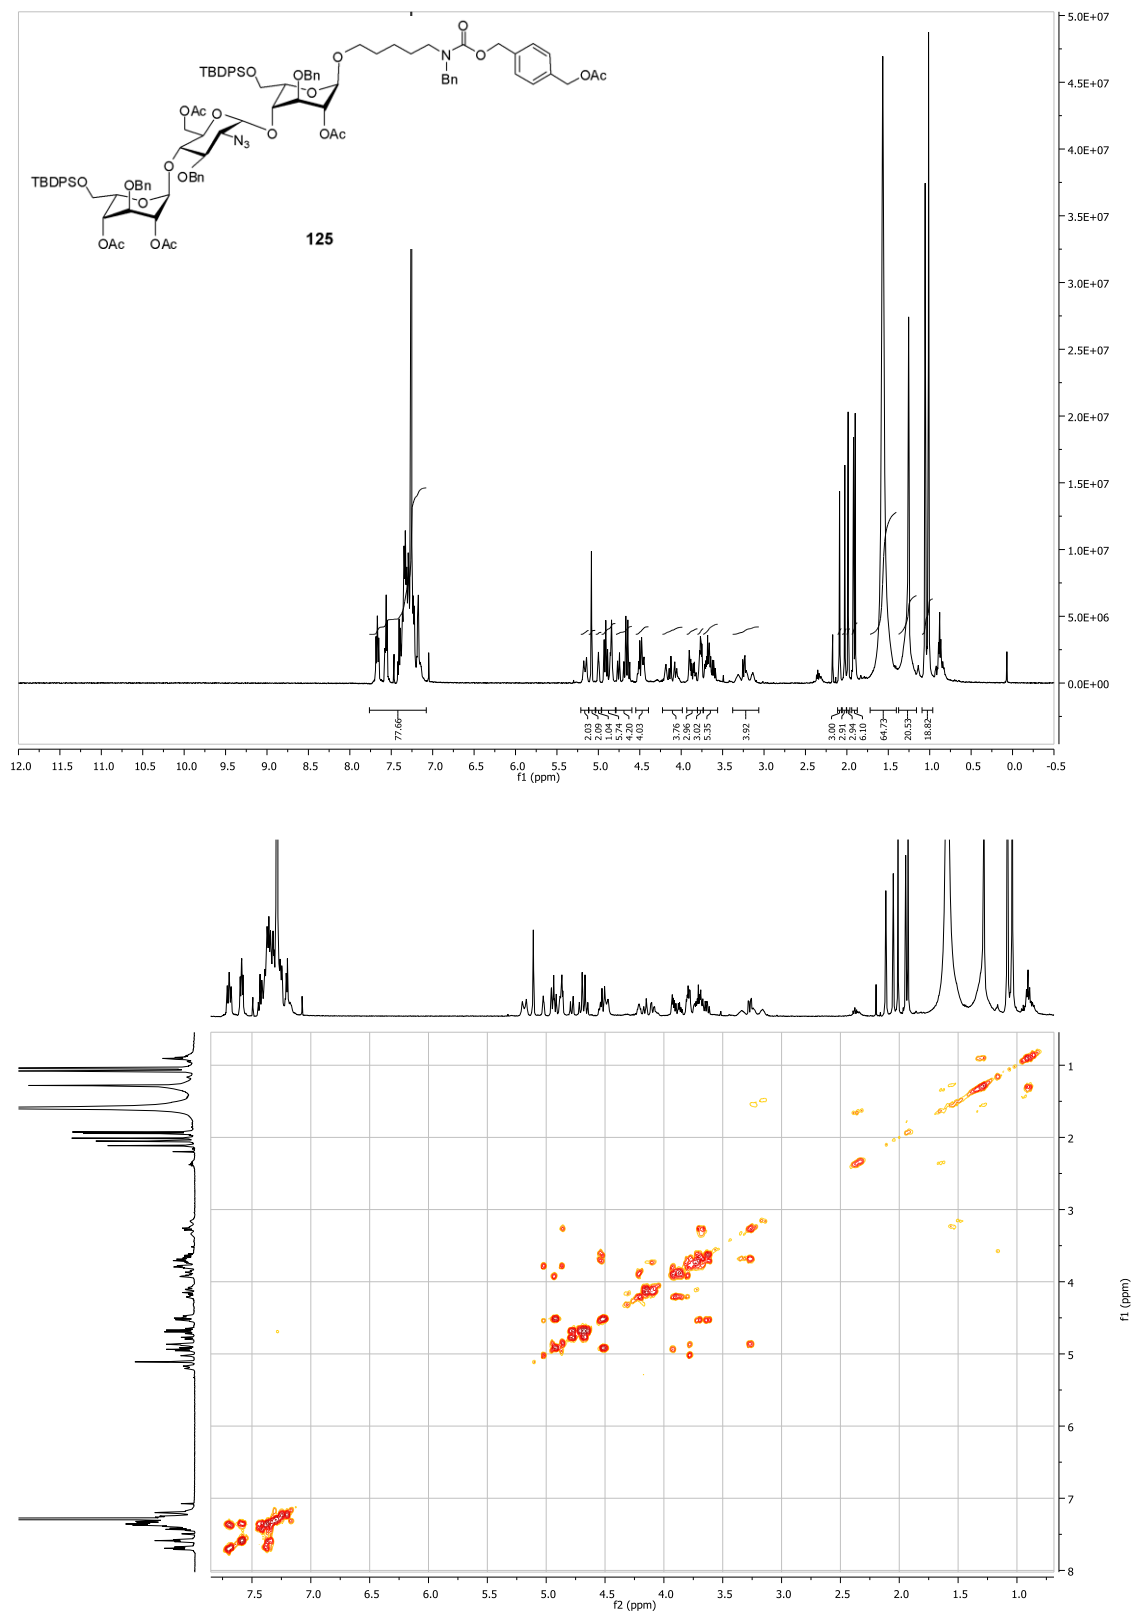 5.0E+07
4.5E+07
4.0E+07
3.5E+07
3.0E+07
2.5E+07
2.0E+07
1.5E+07
1.0E+07
5.0E+06
0.0E+00
O
O
N
O
Bn
OAc
TBDPSO
OBn
O
OAc
OAc
O
N3
O
OBn
O
TBDPSO
OBn
O
OAc
OAc
125
77.66
2.03
2.09
1.04
5.74
4.20
4.03
3.76
2.96
3.02
5.35
3.92
3.00
2.91
2.94
6.10
64.73
20.53
18.82
12.0 11.5 11.0 10.5 10.0 9.5 9.0 8.5 8.0 7.5 7.0 6.5 6.0 5.5 5.0 4.5 4.0 3.5 3.0 2.5 2.0 1.5 1.0 0.5 0.0 -0.5
f1 (ppm)
1
2
3
4
5
6
7
8
f1 (ppm)
7.5 7.0 6.5 6.0 5.5 5.0 4.5 4.0 3.5 3.0 2.5 2.0 1.5 1.0
f2 (ppm)